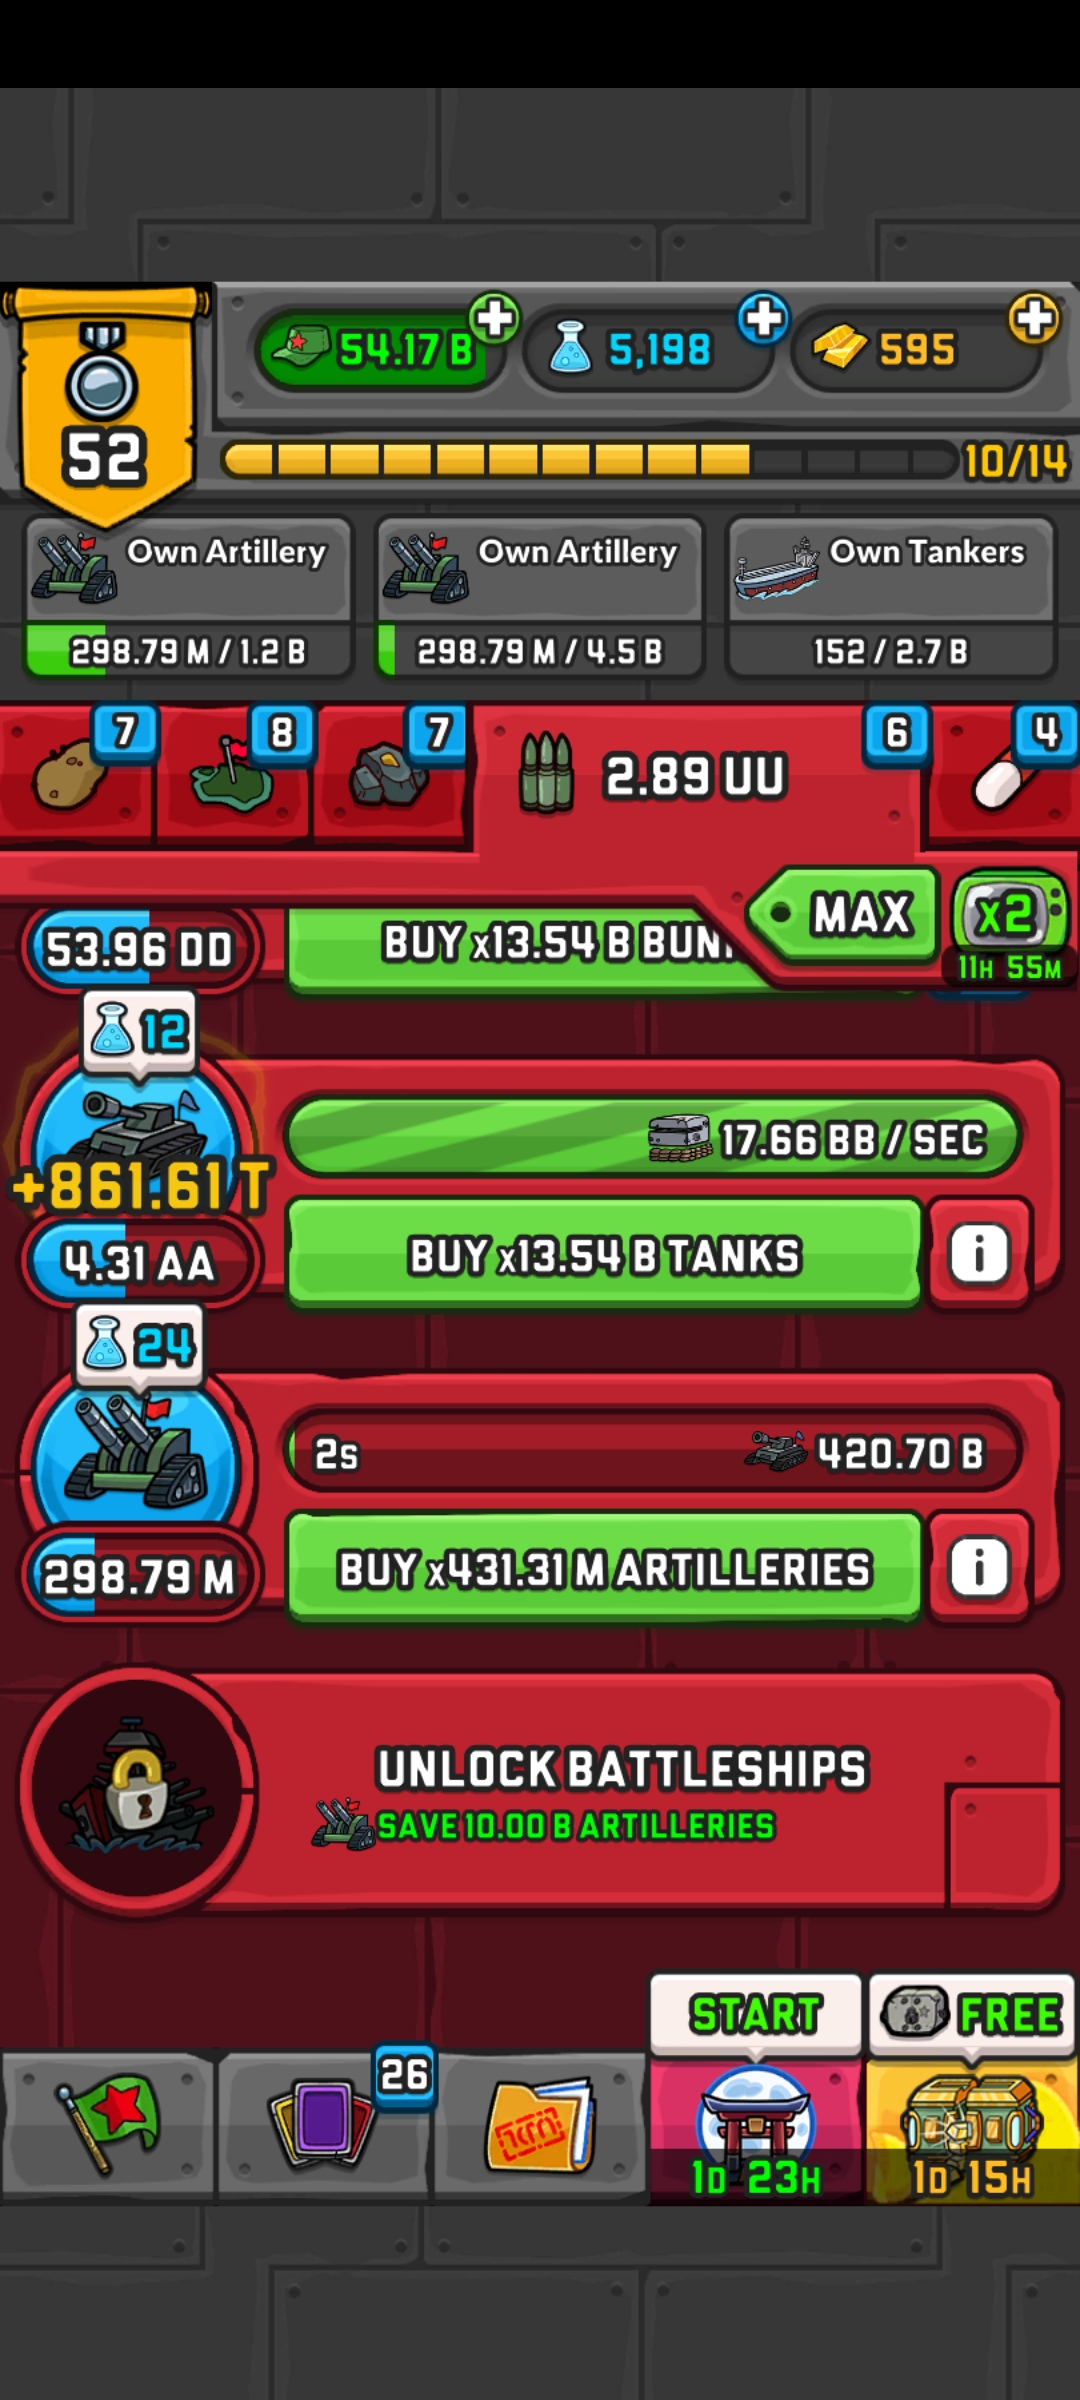 54.17 B
5,198
595
52
10/14
Own Artillery
298.79 M / 1.2 B
Own Artillery
298.79 M / 4.5 B
Own Tankers
152 / 2.7 B
7
8
7
2.89 UU
6
4
MAX
x2
11H 55M
53.96 DD
BUY x13.54 B BUN
12
17.66 BB / SEC
+861.61 T
4.31 AA
BUY x13.54 B TANKS
i
24
2s
420.70 B
298.79 M
BUY x431.31 M ARTILLERIES
i
UNLOCK BATTLESHIPS
SAVE 10.00 B ARTILLERIES
START
FREE
26
1D 23H
1D 15H